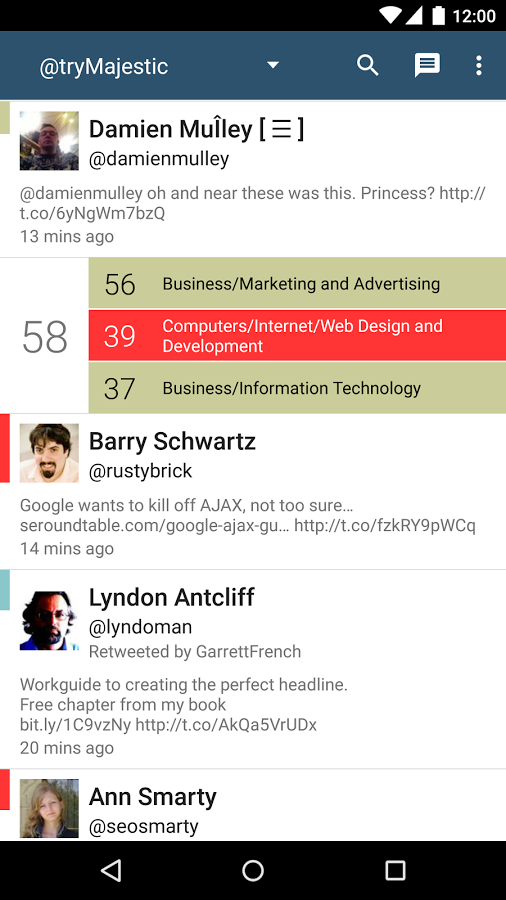 12:00
@tryMajestic
Damien MuÎley [ ☰ ]
@damienmulley
@damienmulley oh and near these was this. Princess? http://
t.co/6yNgWm7bzQ
13 mins ago
58
56 Business/Marketing and Advertising
39 Computers/Internet/Web Design and
Development
37 Business/Information Technology
Barry Schwartz
@rustybrick
Google wants to kill off AJAX, not too sure…
seroundtable.com/google-ajax-gu… http://t.co/fzkRY9pWCq
14 mins ago
Lyndon Antcliff
@lyndoman
Retweeted by GarrettFrench
Workguide to creating the perfect headline.
Free chapter from my book
bit.ly/1C9vzNy http://t.co/AkQa5VrUDx
20 mins ago
Ann Smarty
@seosmarty